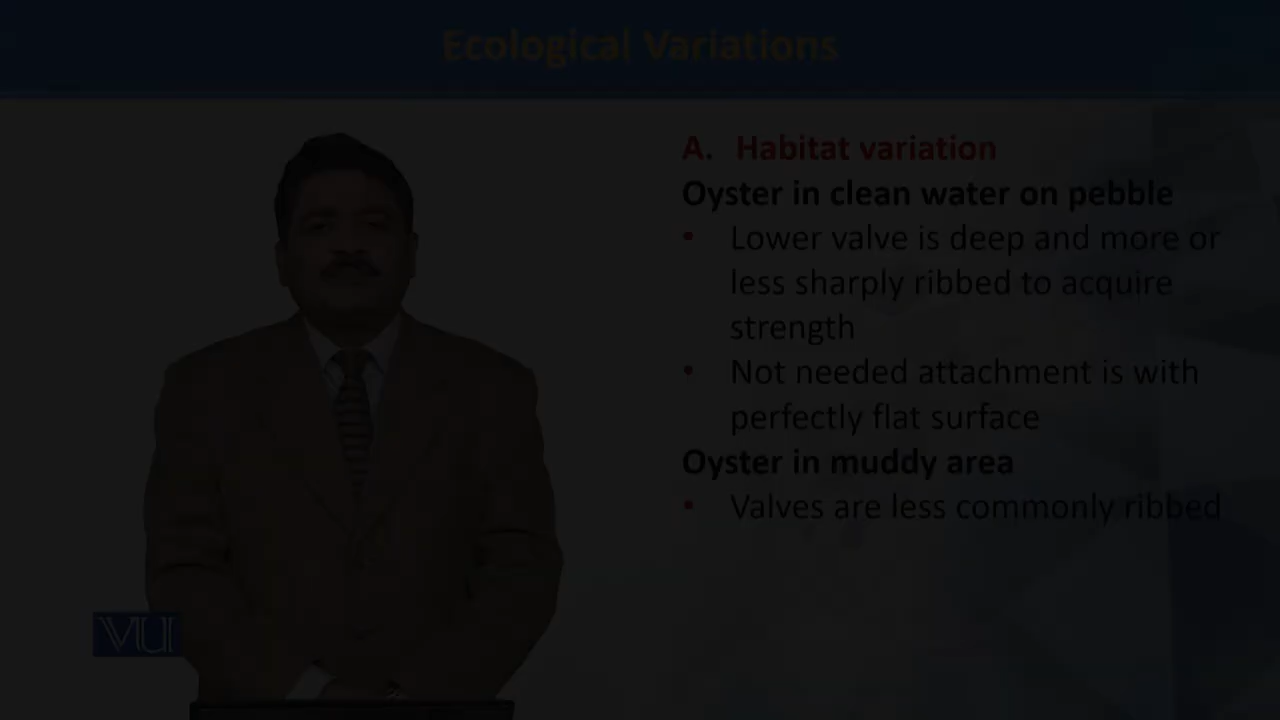 Ecological Variations
A. Habitat variation
Oyster in clean water on pebble
• Lower valve is deep and more or
less sharply ribbed to acquire
strength
• Not needed attachment is with
perfectly flat surface
Oyster in muddy area
• Valves are less commonly ribbed
VU